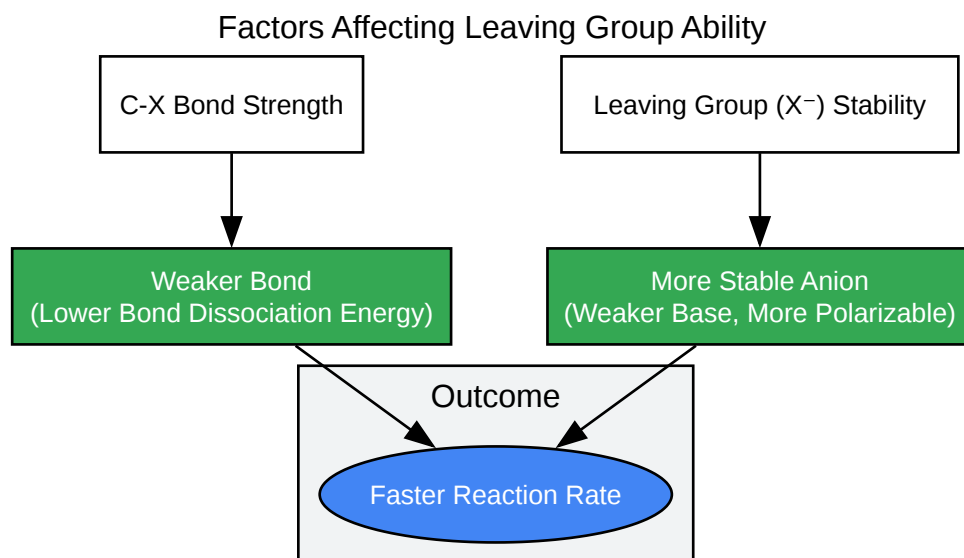 Factors Affecting Leaving Group Ability
C-X Bond Strength
Leaving Group (X⁻) Stability
Weaker Bond
(Lower Bond Dissociation Energy)
More Stable Anion
(Weaker Base, More Polarizable)
Outcome
Faster Reaction Rate